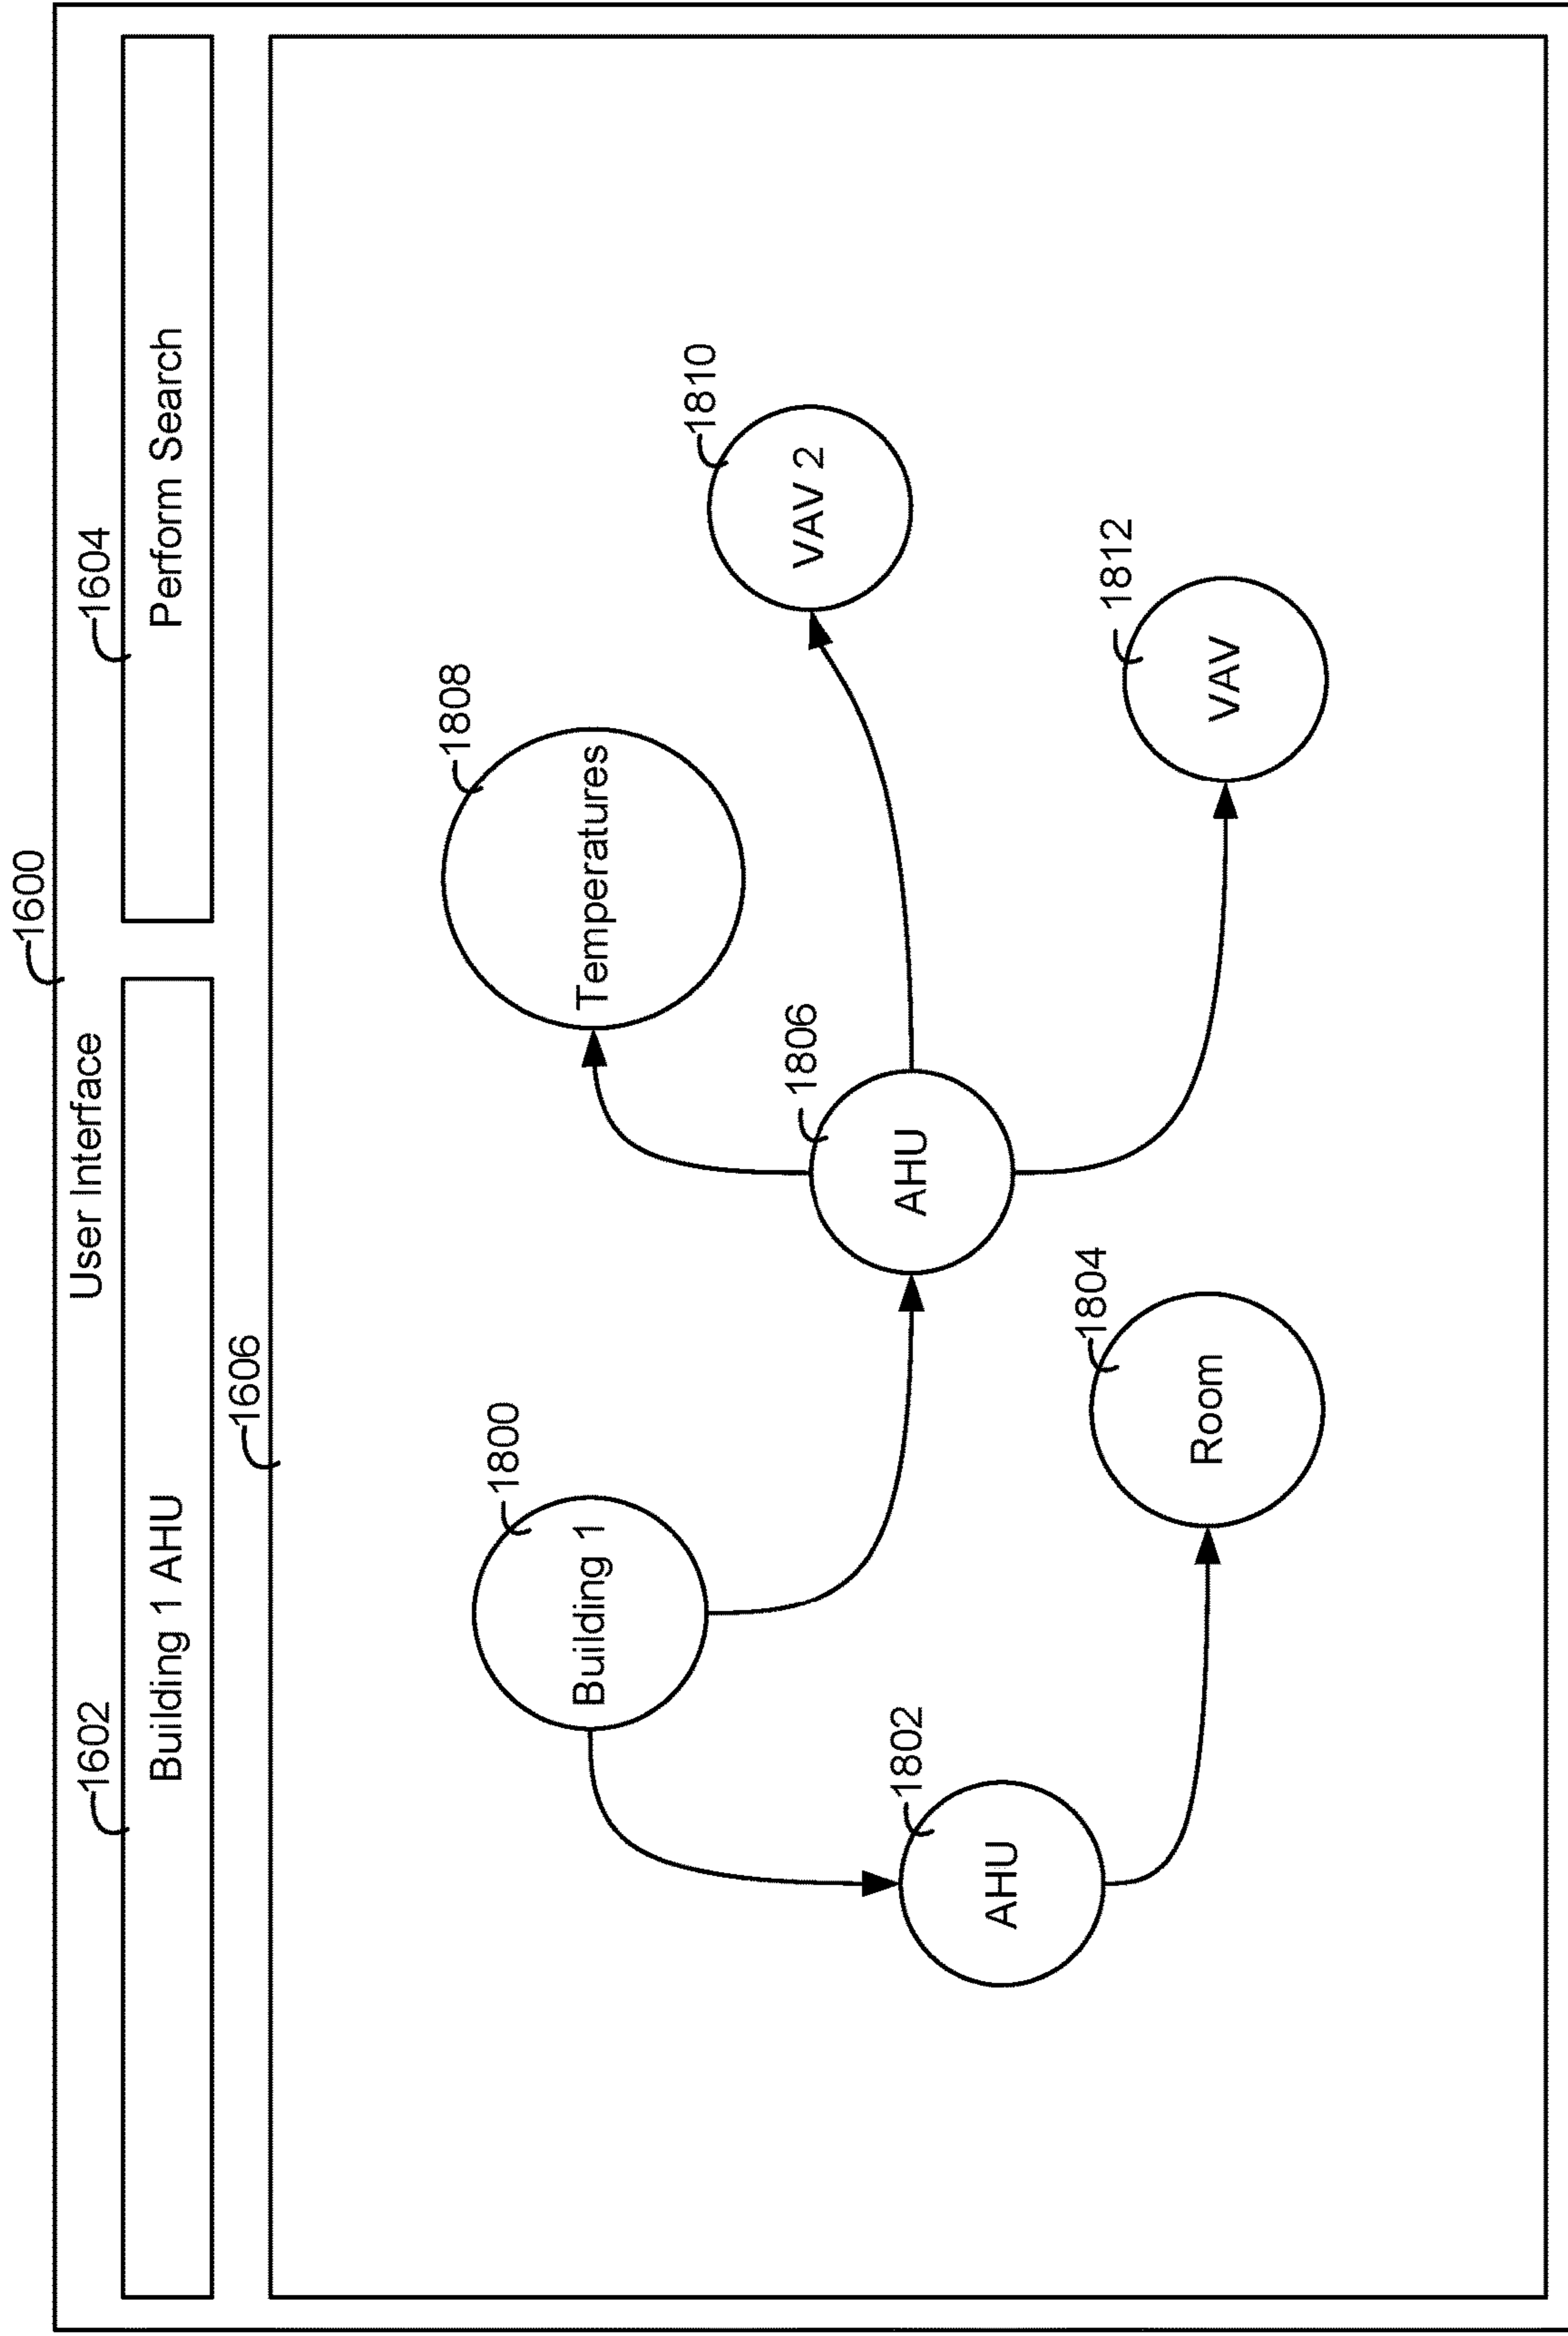 1600
User Interface
1602
1604
Building 1 AHU
Perform Search
1606
1800
Building 1
1808
Temperatures
1810
VAV 2
1806
AHU
1802
AHU
1804
Room
1812
VAV